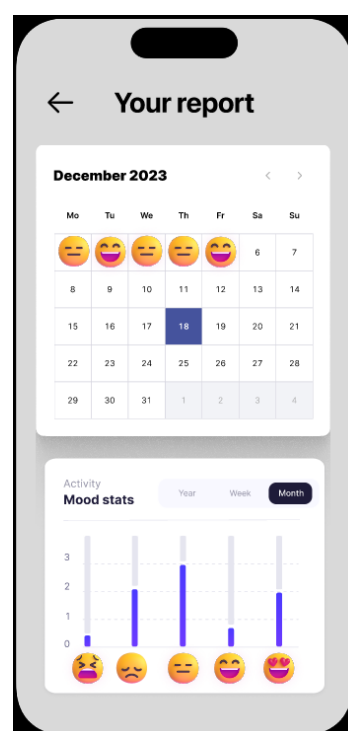 Your report
December 2023
Mo Tu We Th Fr Sa Su
6 7
8 9 10 11 12 13 14
15 16 17 18 19 20 21
22 23 24 25 26 27 28
29 30 31 1 2 3 4
Activity
Mood stats
Year Week Month
3
2
1
0